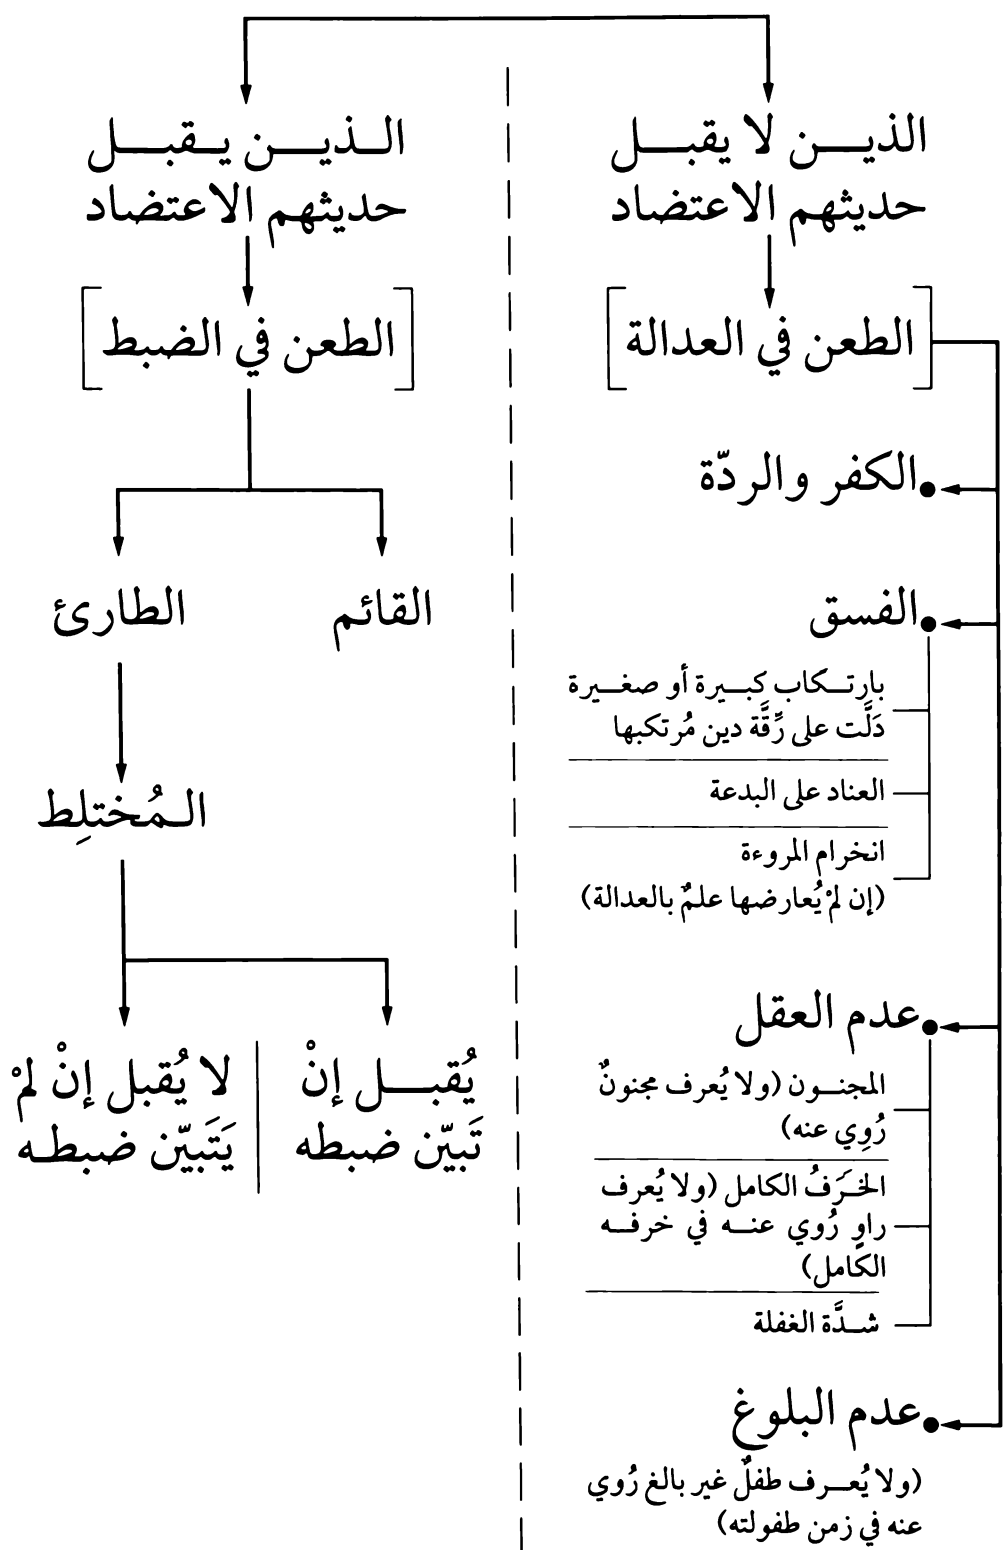 الذين لا يقبل
حديثهم الاعتضاد
[الطعن في العدالة]
الكفر والردّة
الفسق
بارتكاب كبيرة أو صغيرة
دَلَّت على رِقَّة دين مُرتكبها
العناد على البدعة
انخرام المروءة
(إن لمْ يُعارضها علمٌ بالعدالة)
عدم العقل
المجنون (ولا يُعرف مجنونٌ
رُوِي عنه)
الخَرَفُ الكامل (ولا يُعرف
راوٍ رُوي عنه في خرفه
الكامل)
شدَّة الغفلة
عدم البلوغ
(ولا يُعرف طفلٌ غير بالغ رُوي
عنه في زمن طفولته)
الذين يقبل
حديثهم الاعتضاد
[الطعن في الضبط]
القائم
الطارئ
المُختلِط
يُقبل إنْ
تَبيّن ضبطه
لا يُقبل إنْ لمْ
يَتَبيّن ضبطه